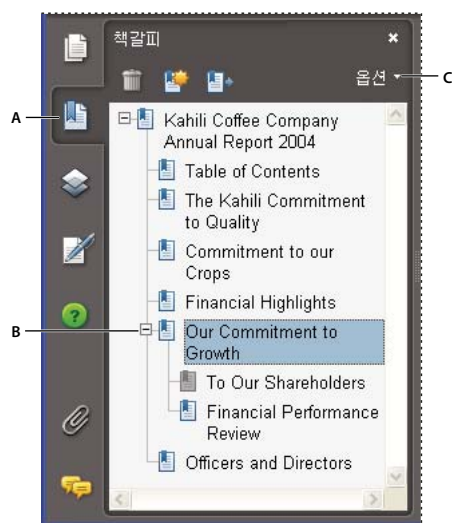 책갈피
옵션
C
A
Kahili Coffee Company
Annual Report 2004
Table of Contents
The Kahili Commitment
to Quality
Commitment to our
Crops
Financial Highlights
B
Our Commitment to
Growth
To Our Shareholders
Financial Performance
Review
Officers and Directors